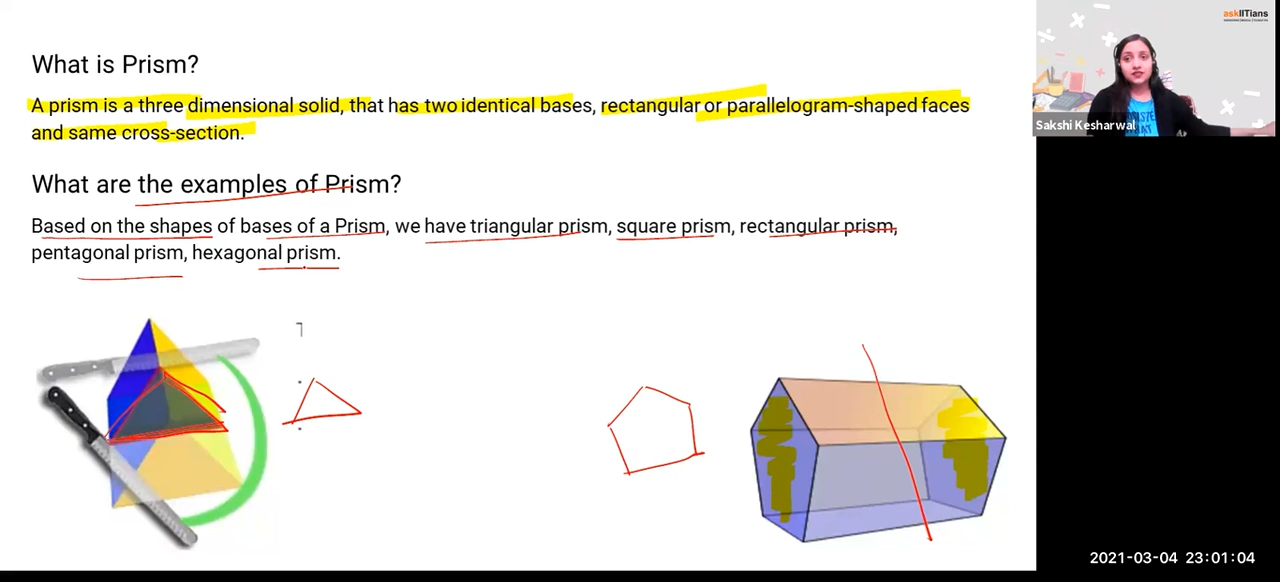 askIITians
What is Prism?
A prism is a three dimensional solid, that has two identical bases, rectangular or parallelogram-shaped faces
and same cross-section.
Sakshi Kesharwal
What are the examples of Prism?
Based on the shapes of bases of a Prism, we have triangular prism, square prism, rectangular prism,
pentagonal prism, hexagonal prism.
2021-03-04 23:01:04